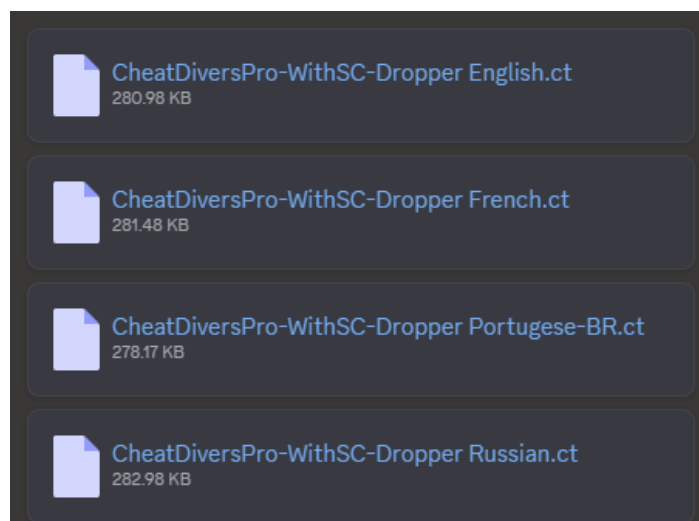 CheatDiversPro-WithSC-Dropper English.ct
280.98 KB
CheatDiversPro-WithSC-Dropper French.ct
281.48 KB
CheatDiversPro-WithSC-Dropper Portugese-BR.ct
278.17 KB
CheatDiversPro-WithSC-Dropper Russian.ct
282.98 KB